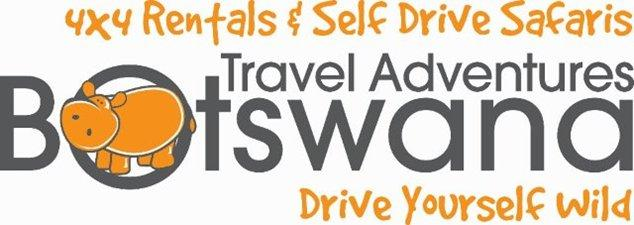 4x4 Rentals & Self Drive Safaris
Travel Adventures
Botswana
Drive Yourself Wild